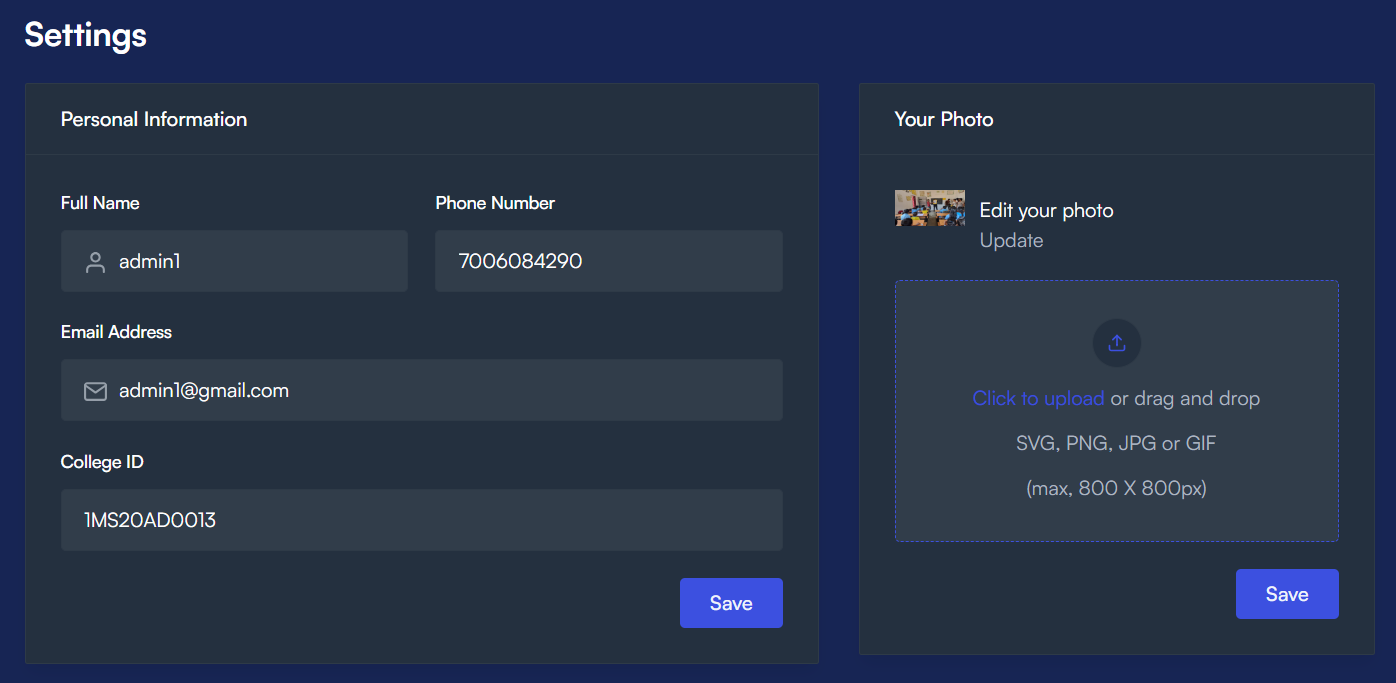 Settings
Personal Information
Full Name
Phone Number
admin1
7006084290
Email Address
admin1@gmail.com
College ID
1MS20AD0013
Save
Your Photo
Edit your photo
Update
Click to upload or drag and drop
SVG, PNG, JPG or GIF
(max, 800 X 800px)
Save